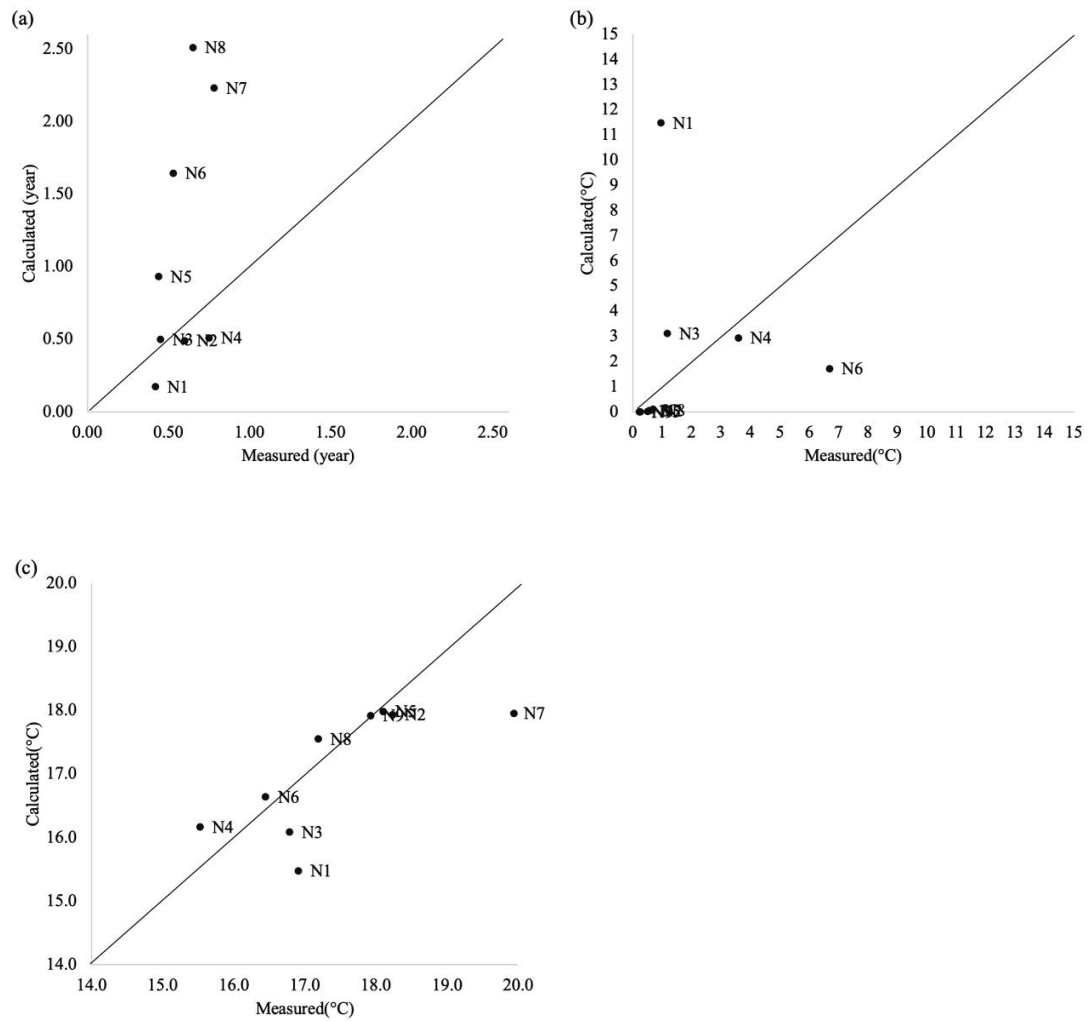 (a)
2.50
2.00
1.50
1.00
0.50
0.00
Calculated (year)
N8
N7
N6
N5
N3
N2
N4
N1
0.00 0.50 1.00 1.50 2.00 2.50
Measured (year)
(b)
15
14
13
12
11
10
9
8
7
6
5
4
3
2
1
0
Calculated(°C)
N1
N3
N4
N6
0 1 2 3 4 5 6 7 8 9 10 11 12 13 14 15
Measured(°C)
(c)
20.0
19.0
18.0
17.0
16.0
15.0
14.0
Calculated(°C)
N9
N5
N2
N7
N8
N6
N4
N3
N1
14.0 15.0 16.0 17.0 18.0 19.0 20.0
Measured(°C)